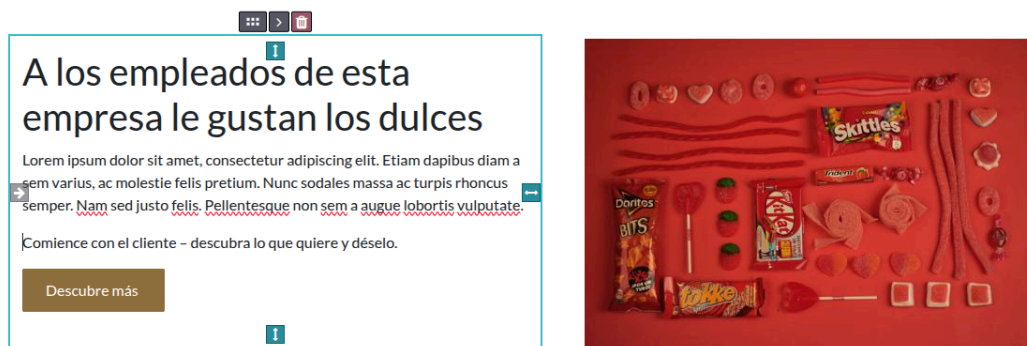 A los empleados de esta
empresa le gustan los dulces
Lorem ipsum dolor sit amet, consectetur adipiscing elit. Etiam dapibus diam a
sem varius, ac molestie felis pretium. Nunc sodales massa ac turpis rhoncus
semper. Nam sed justo felis. Pellentesque non sem a augue lobortis vulputate.
Comience con el cliente – descubra lo que quiere y déselo.
Descubre más
Skittles
Trident
Doritos
BITS
KitKat
tokke